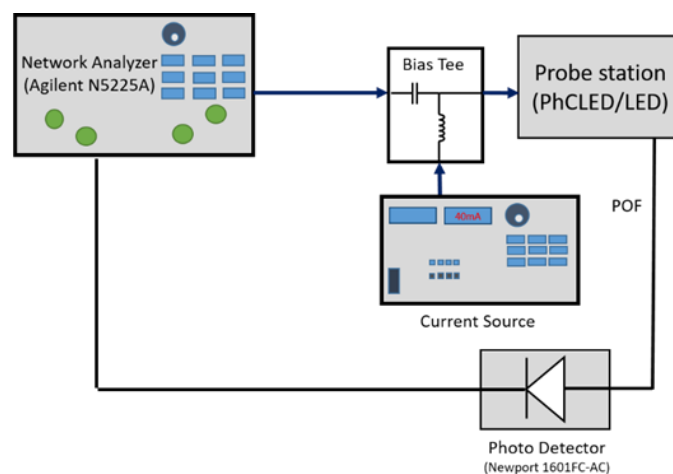 Network Analyzer
(Agilent N5225A)
Bias Tee
Probe station
(PhCLED/LED)
40mA
POF
Current Source
Photo Detector
(Newport 1601FC-AC)